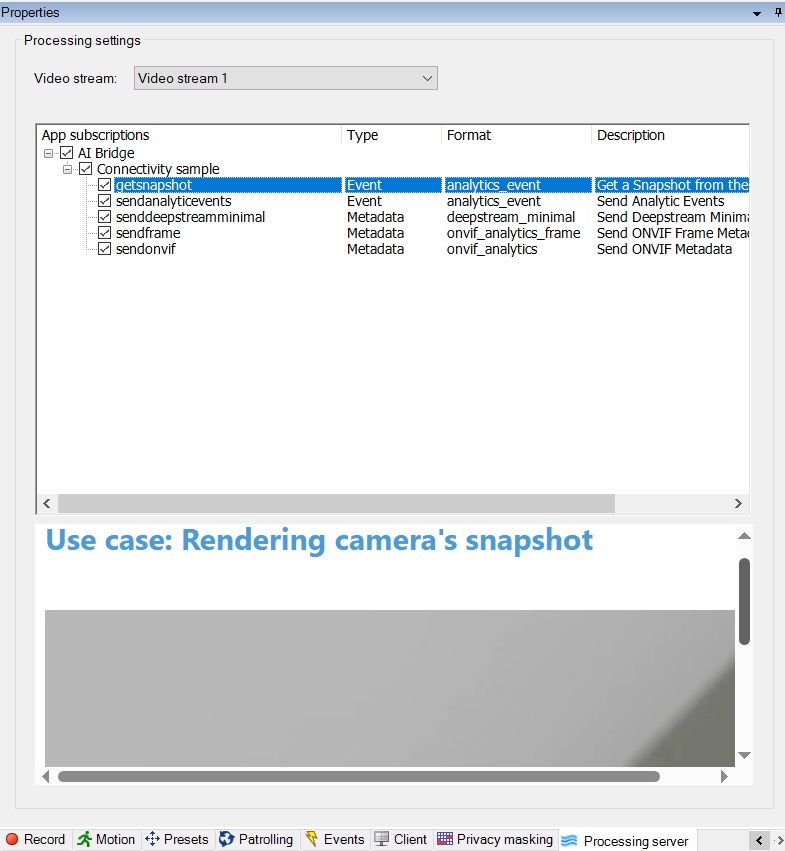 Properties
Processing settings
Video stream: Video stream 1
App subscriptions Type Format Description
AI Bridge
Connectivity sample
getsnapshot Event analytics_event Get a Snapshot from the
sendanalyticevents Event analytics_event Send Analytic Events
senddeepstreamminimal Metadata deepstream_minimal Send Deepstream Minima
sendframe Metadata onvif_analytics_frame Send ONVIF Frame Metad
sendonvif Metadata onvif_analytics Send ONVIF Metadata
Use case: Rendering camera's snapshot
Record Motion Presets Patrolling Events Client Privacy masking Processing server